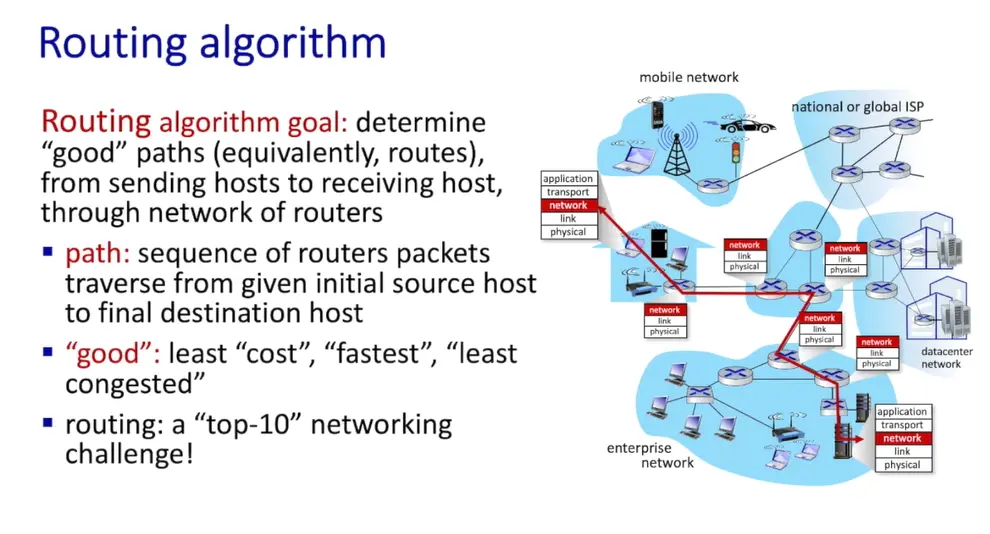 Routing algorithm
Routing algorithm goal: determine
“good” paths (equivalently, routes),
from sending hosts to receiving host,
through network of routers
▪ path: sequence of routers packets
traverse from given initial source host
to final destination host
▪ “good”: least “cost”, “fastest”, “least
congested”
▪ routing: a “top-10” networking
challenge!
mobile network
national or global ISP
application
transport
network
link
physical
network
link
physical
network
link
physical
network
link
physical
network
link
physical
network
link
physical
datacenter
network
application
transport
network
link
physical
enterprise
network